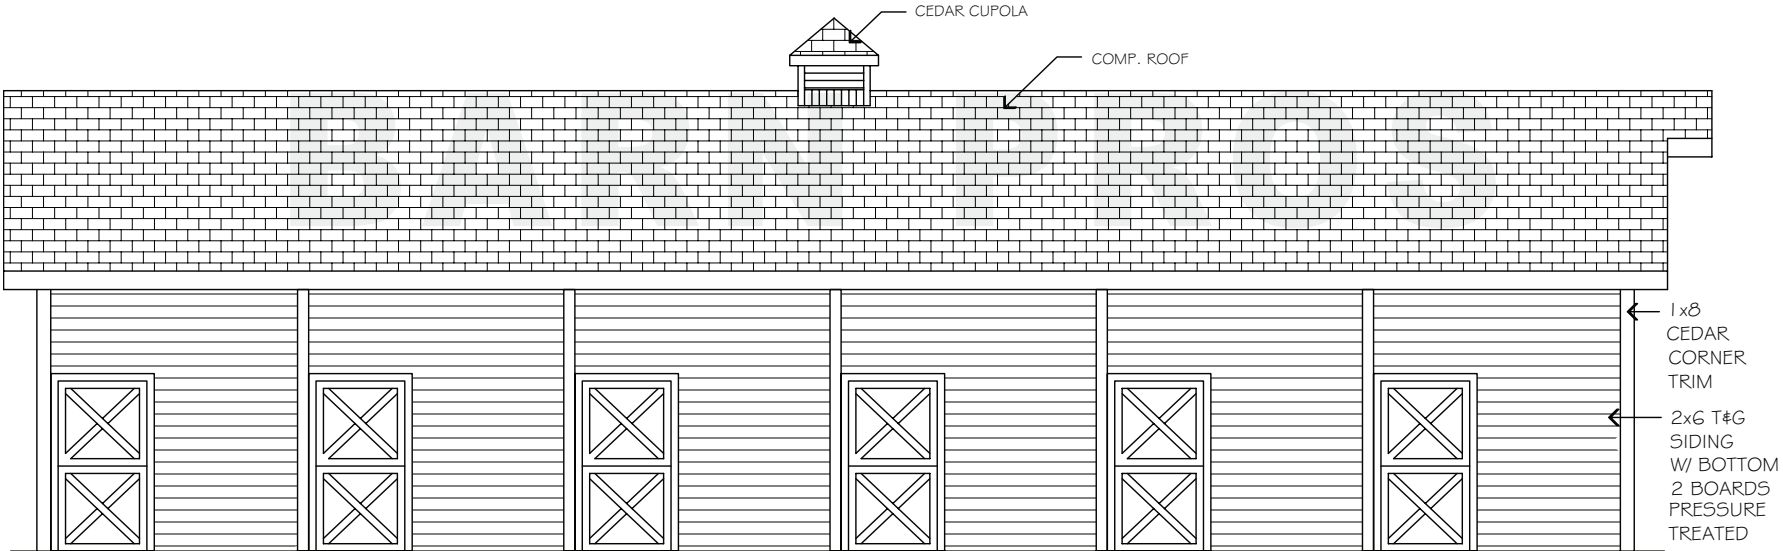 CEDAR CUPOLA
COMP. ROOF
BARN PROS
1x8
CEDAR
CORNER
TRIM
2x6 T&G
SIDING
W/ BOTTOM
2 BOARDS
PRESSURE
TREATED